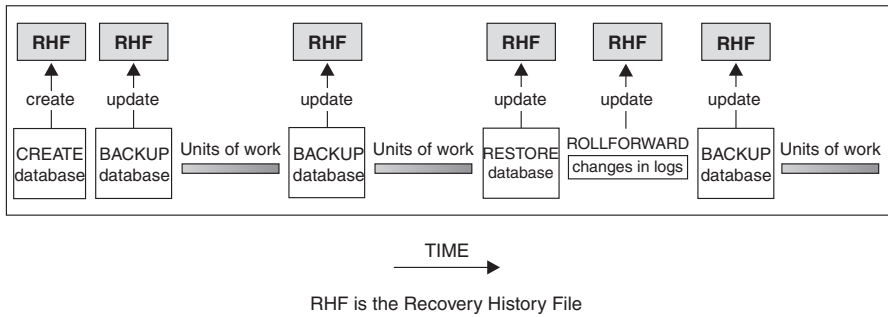 RHF RHF RHF RHF RHF RHF
create update update update update update
CREATE database
BACKUP database
Units of work
BACKUP database
Units of work
RESTORE database
ROLLFORWARD
changes in logs
BACKUP database
Units of work
TIME
RHF is the Recovery History File